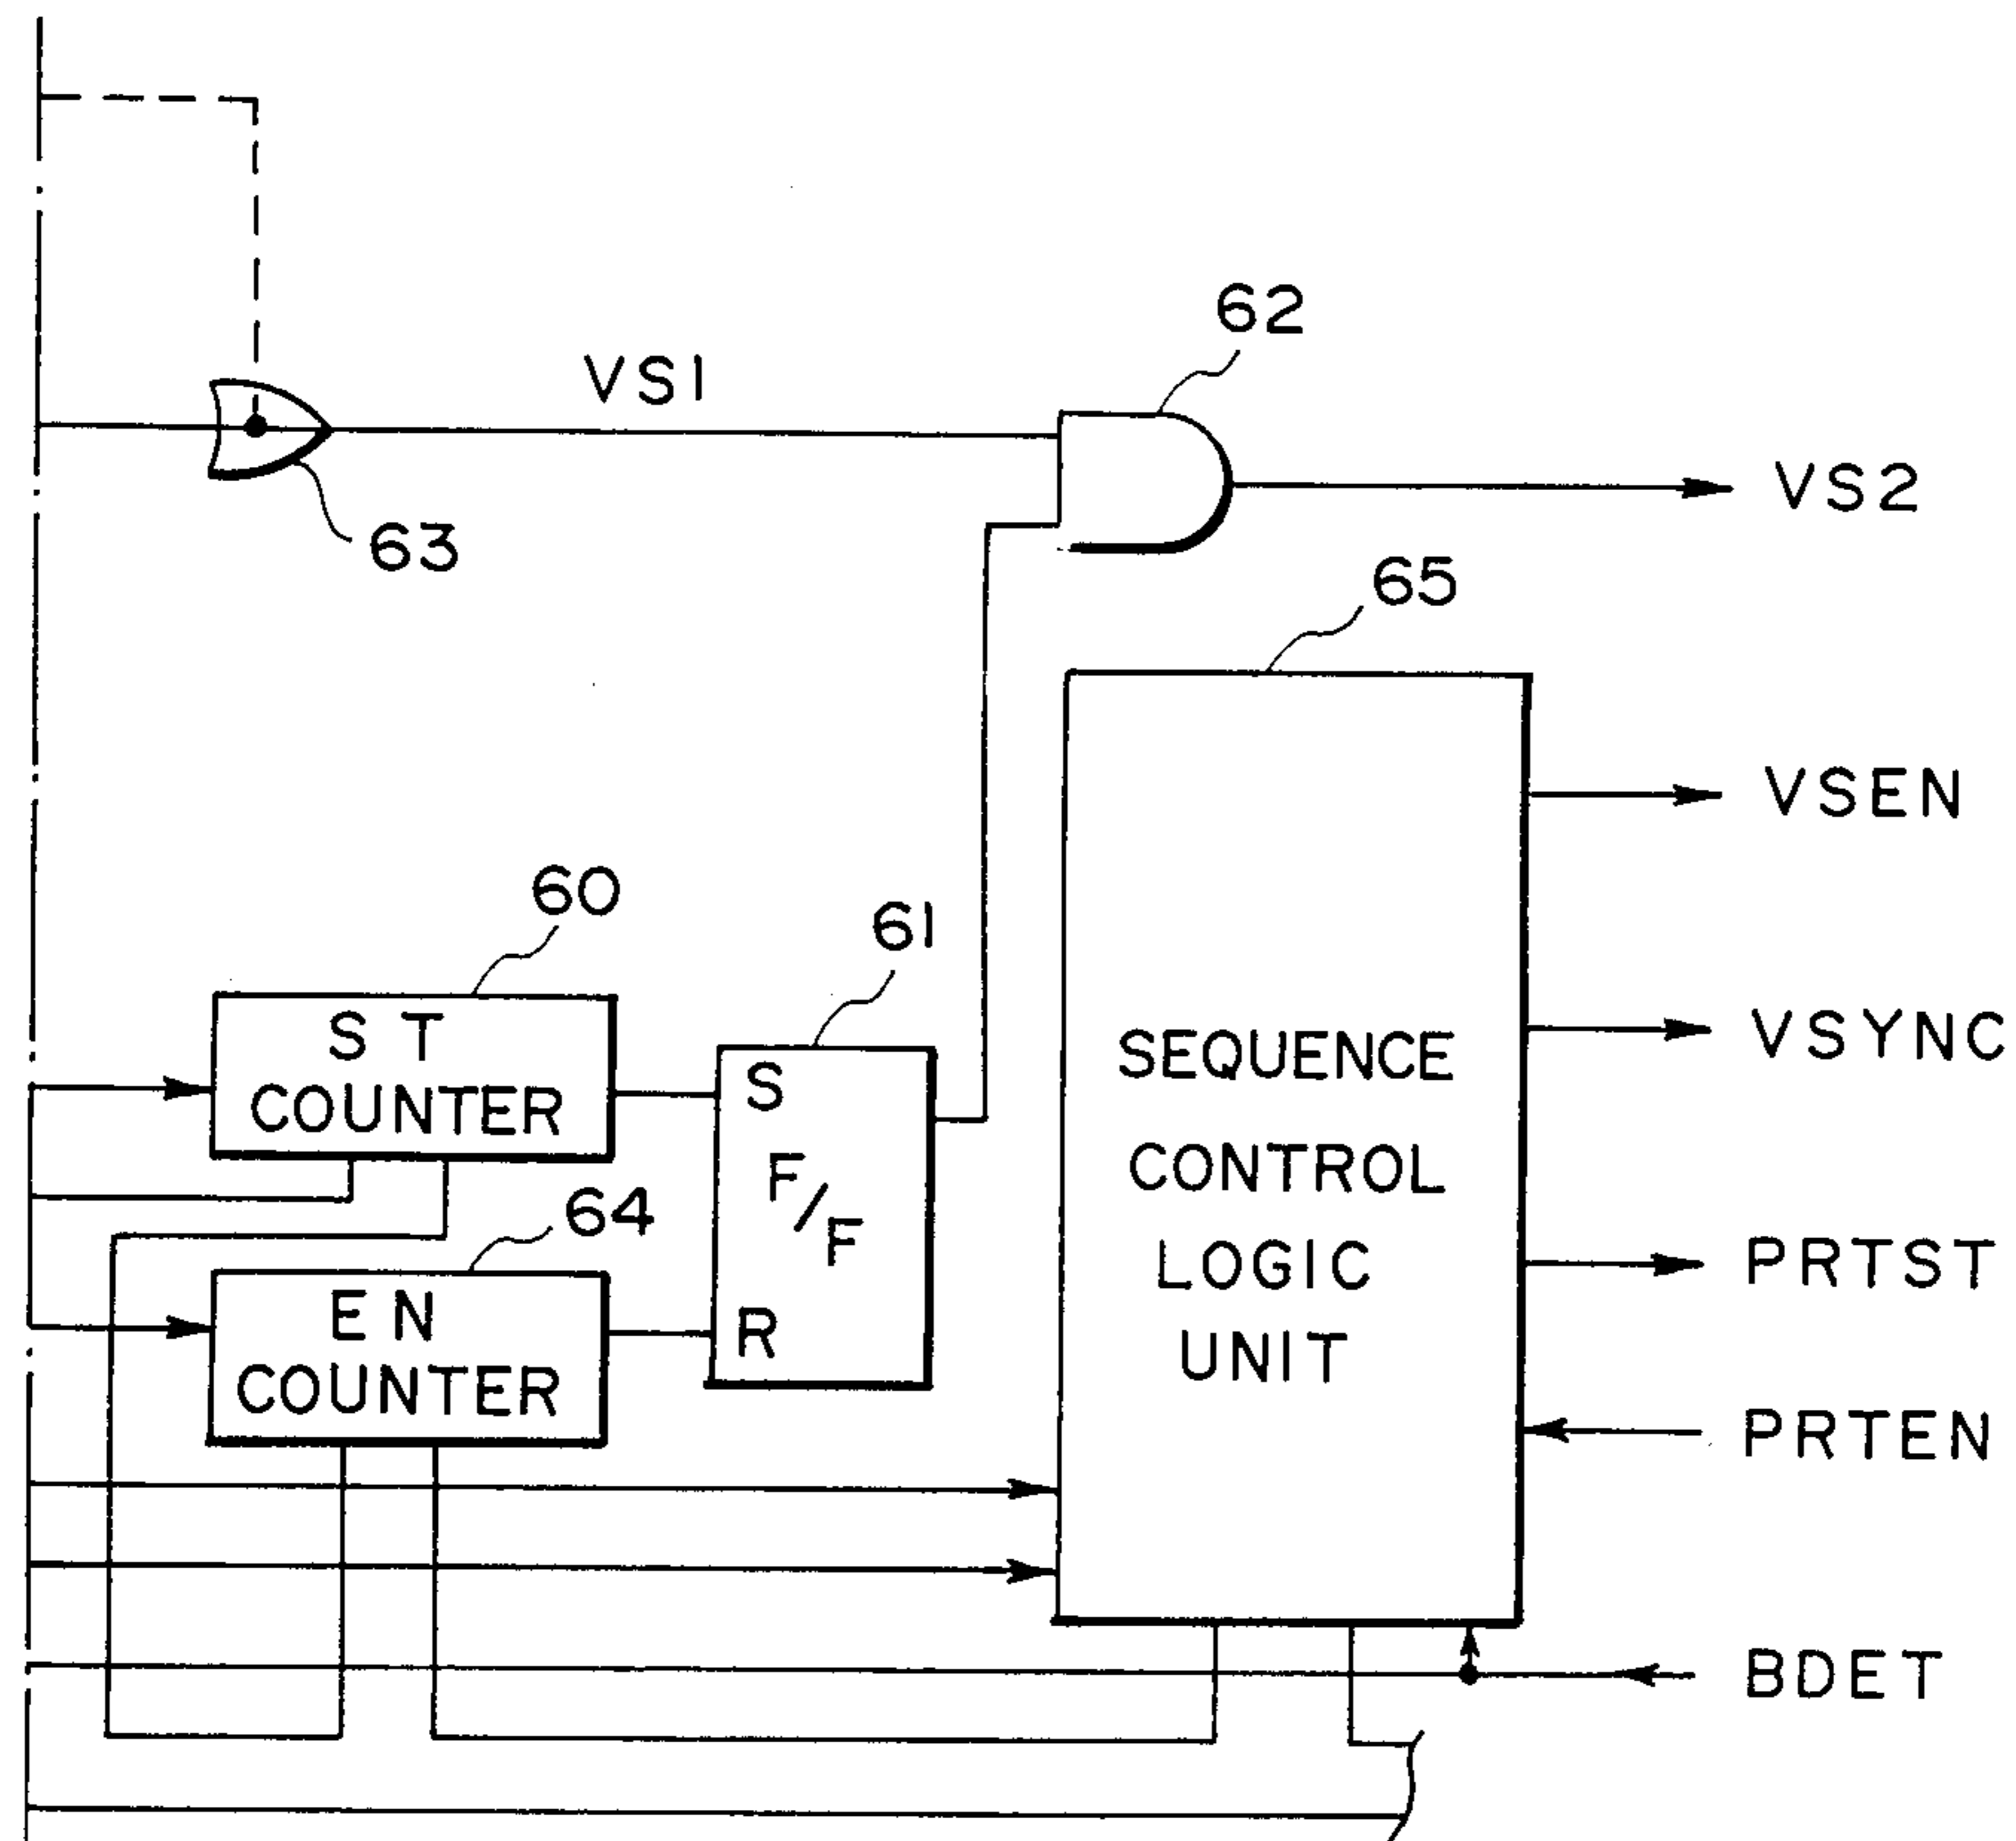 62
VS1
VS2
63
65
VSEN
60
61
VSYNC
S T
COUNTER
S
F/F
R
SEQUENCE
CONTROL
LOGIC
UNIT
64
EN
COUNTER
PRTST
PRTEN
BDET